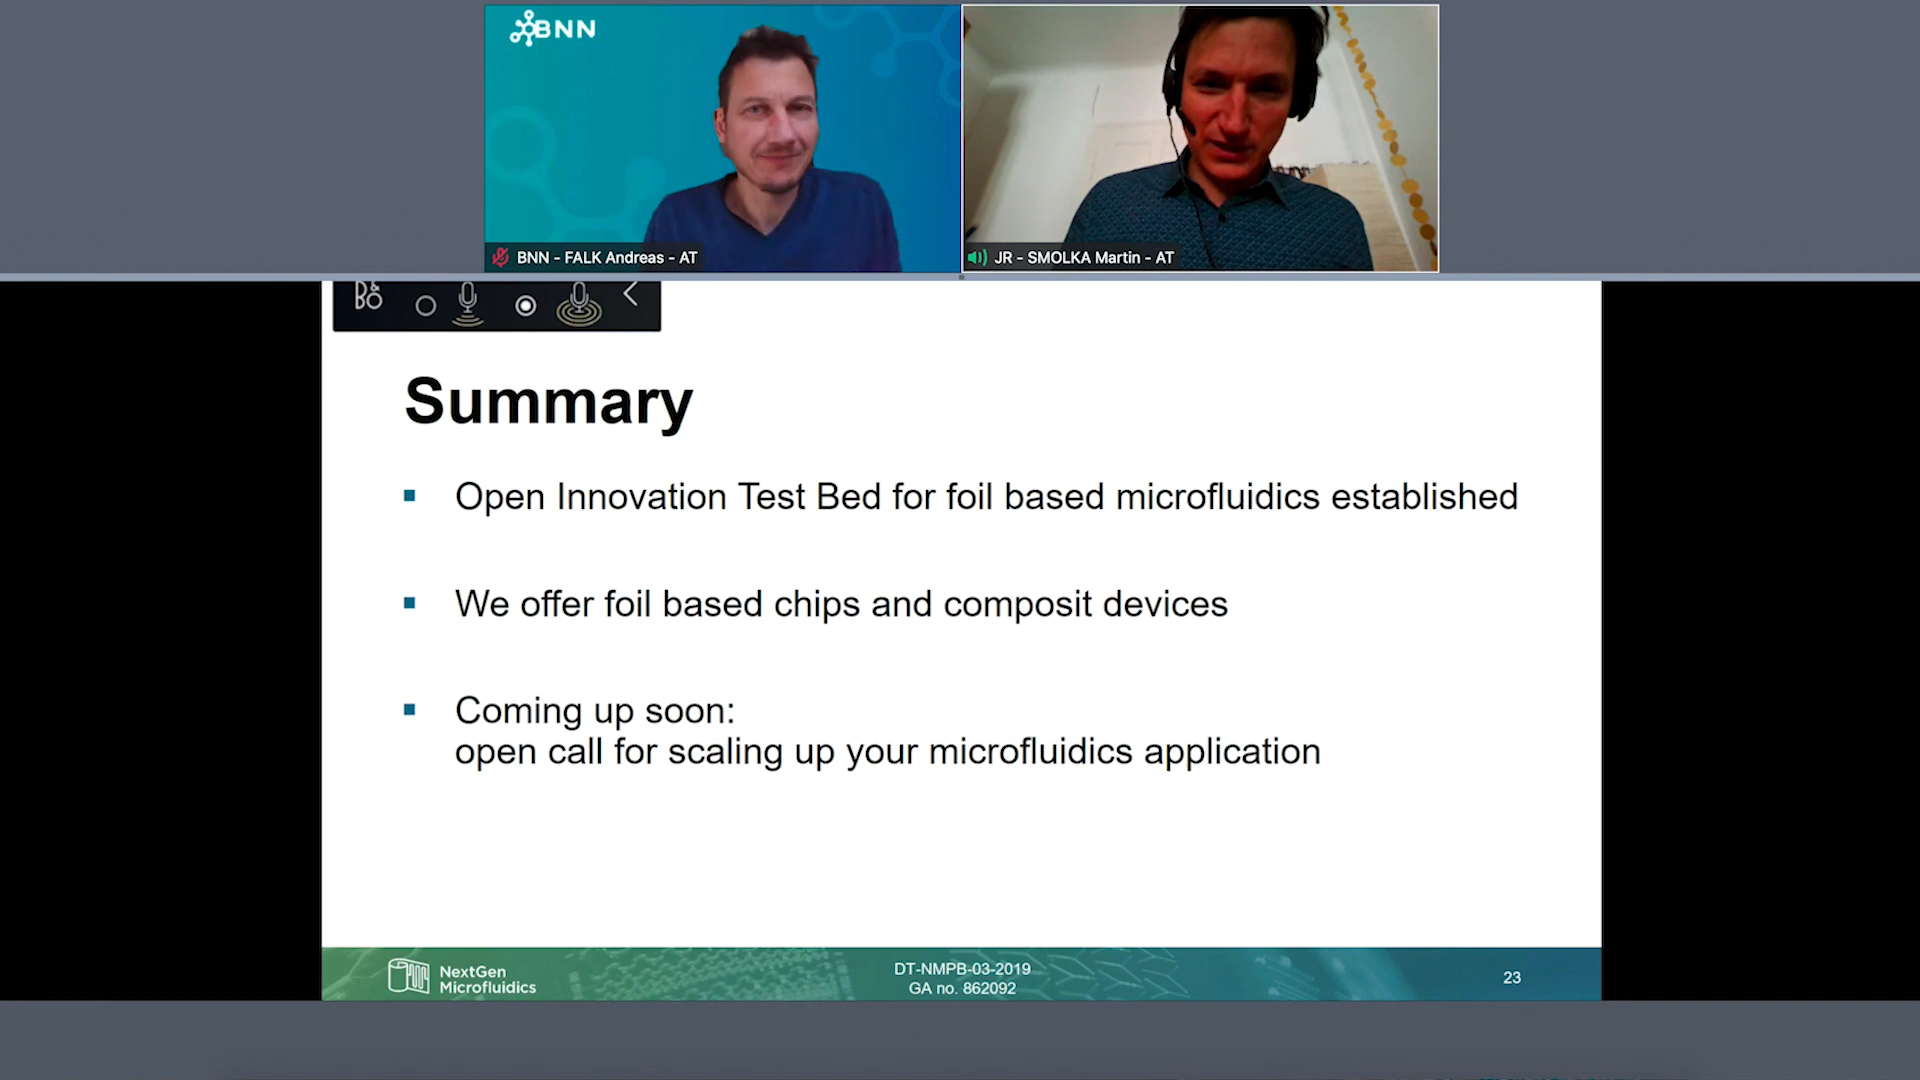 BNN
BNN - FALK Andreas - AT
JR - SMOLKA Martin - AT
B&O
Summary
Open Innovation Test Bed for foil based microfluidics established
We offer foil based chips and composit devices
Coming up soon:
open call for scaling up your microfluidics application
NextGen
Microfluidics
DT-NMPB-03-2019
GA no. 862092
23